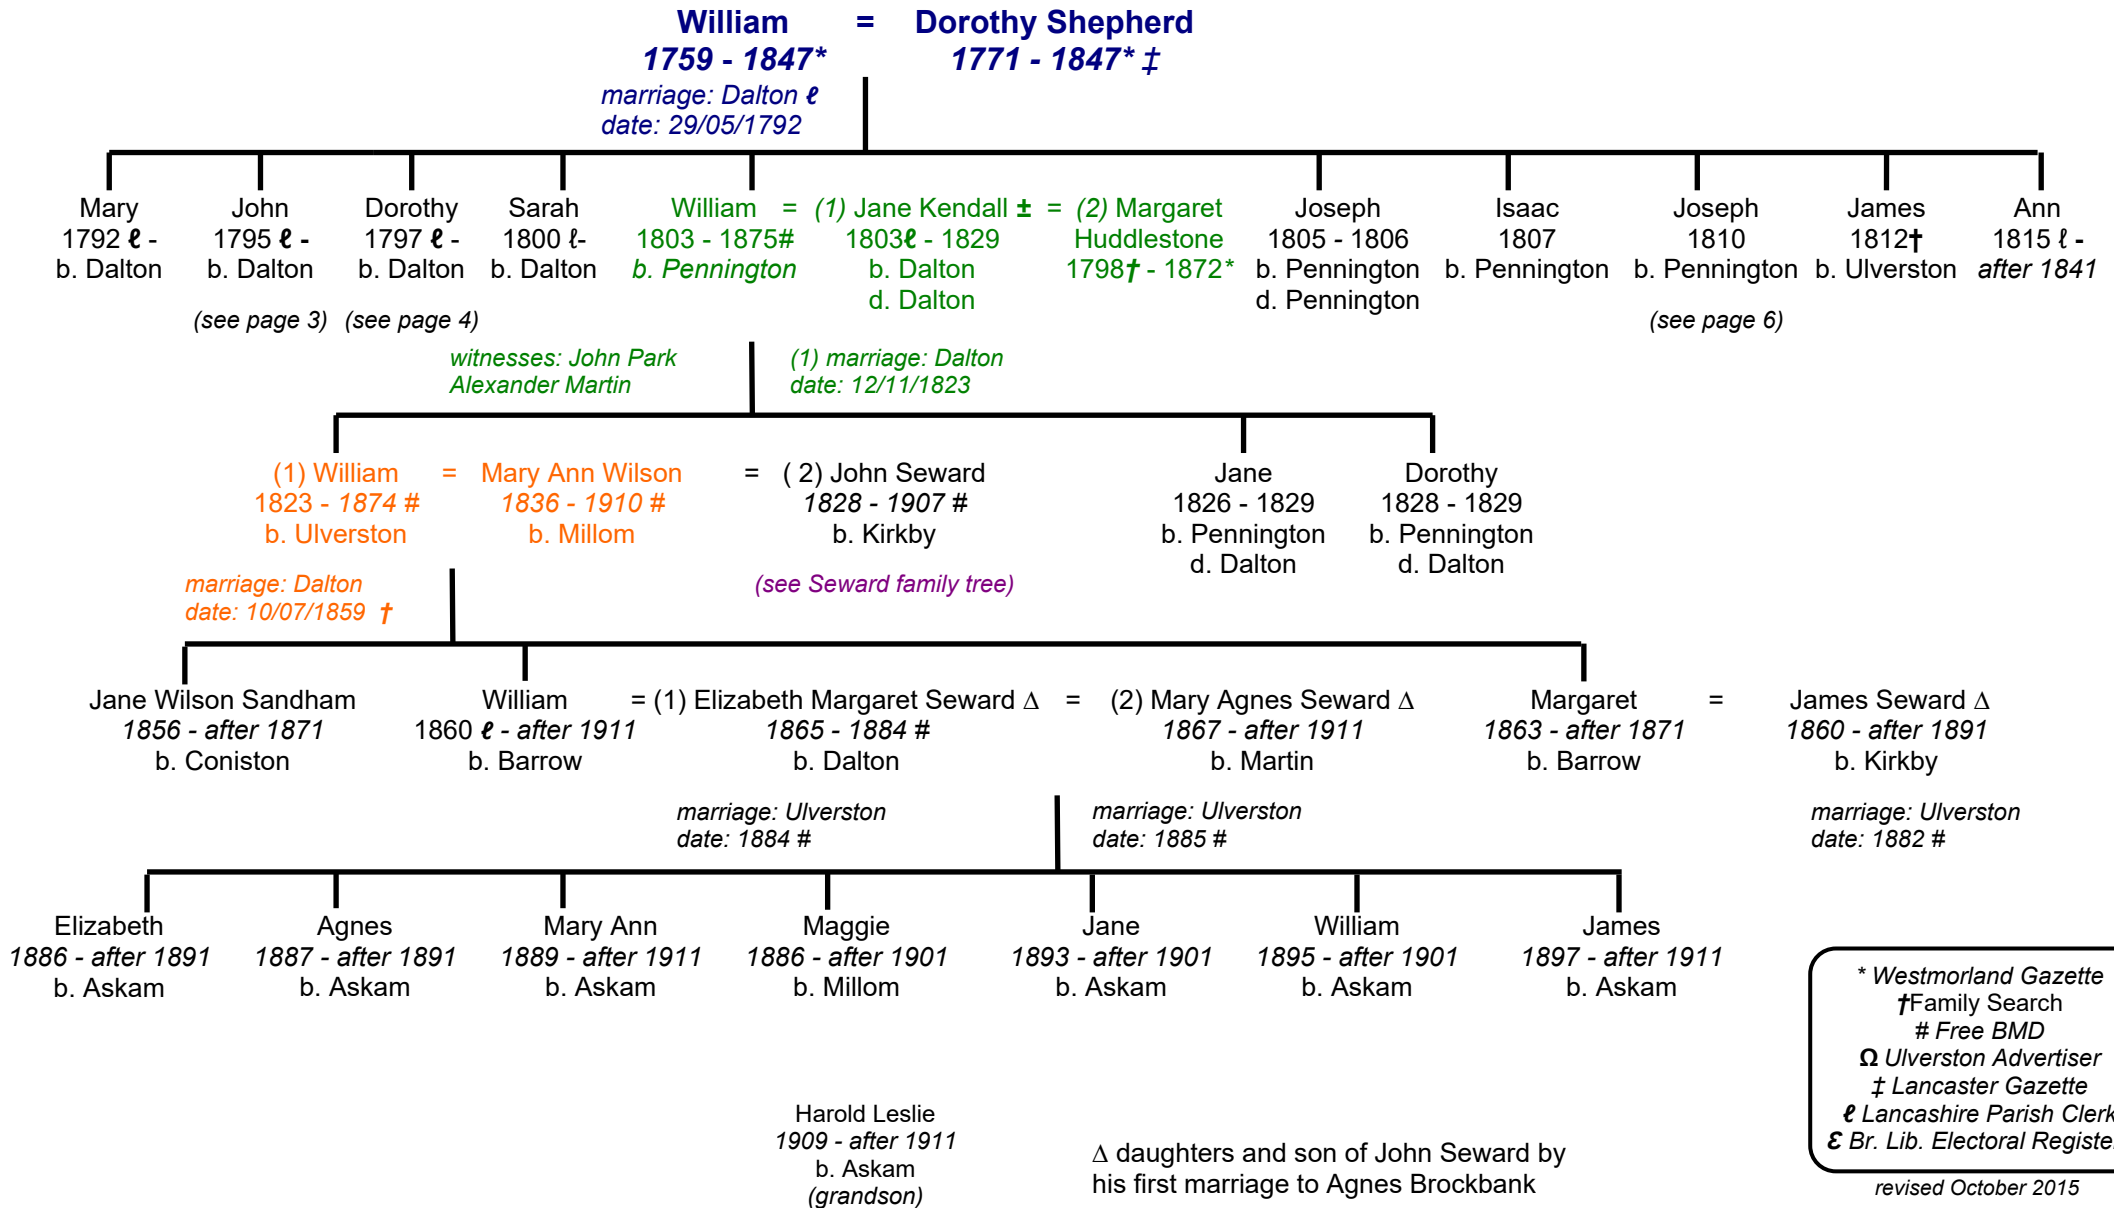 William = Dorothy Shepherd
1759 - 1847* 1771 - 1847* ‡
marriage: Dalton ℓ
date: 29/05/1792
Mary
1792 ℓ -
b. Dalton
John
1795 ℓ -
b. Dalton
(see page 3)
Dorothy
1797 ℓ -
b. Dalton
(see page 4)
Sarah
1800 ℓ-
b. Dalton
William = (1) Jane Kendall ± = (2) Margaret
Huddlestone
1803 - 1875#
b. Pennington
1803ℓ - 1829
b. Dalton
d. Dalton
1798† - 1872*
Joseph
1805 - 1806
b. Pennington
d. Pennington
Isaac
1807
b. Pennington
Joseph
1810
b. Pennington
(see page 6)
James
1812†
b. Ulverston
Ann
1815 ℓ -
after 1841
witnesses: John Park
Alexander Martin
(1) marriage: Dalton
date: 12/11/1823
(1) William = Mary Ann Wilson = ( 2) John Seward
1823 - 1874 #
b. Ulverston
1836 - 1910 #
b. Millom
1828 - 1907 #
b. Kirkby
Jane
1826 - 1829
b. Pennington
d. Dalton
Dorothy
1828 - 1829
b. Pennington
d. Dalton
marriage: Dalton
date: 10/07/1859 †
(see Seward family tree)
Jane Wilson Sandham
1856 - after 1871
b. Coniston
William = (1) Elizabeth Margaret Seward Δ = (2) Mary Agnes Seward Δ
1860 ℓ - after 1911
b. Barrow
1865 - 1884 #
b. Dalton
1867 - after 1911
b. Martin
Margaret = James Seward Δ
1863 - after 1871
b. Barrow
1860 - after 1891
b. Kirkby
marriage: Ulverston
date: 1884 #
marriage: Ulverston
date: 1885 #
marriage: Ulverston
date: 1882 #
Elizabeth
1886 - after 1891
b. Askam
Agnes
1887 - after 1891
b. Askam
Mary Ann
1889 - after 1911
b. Askam
Maggie
1886 - after 1901
b. Millom
Jane
1893 - after 1901
b. Askam
William
1895 - after 1901
b. Askam
James
1897 - after 1911
b. Askam
Harold Leslie
1909 - after 1911
b. Askam
(grandson)
Δ daughters and son of John Seward by
his first marriage to Agnes Brockbank
* Westmorland Gazette
†Family Search
# Free BMD
Ω Ulverston Advertiser
‡ Lancaster Gazette
ℓ Lancashire Parish Clerk
Ɛ Br. Lib. Electoral Register
revised October 2015